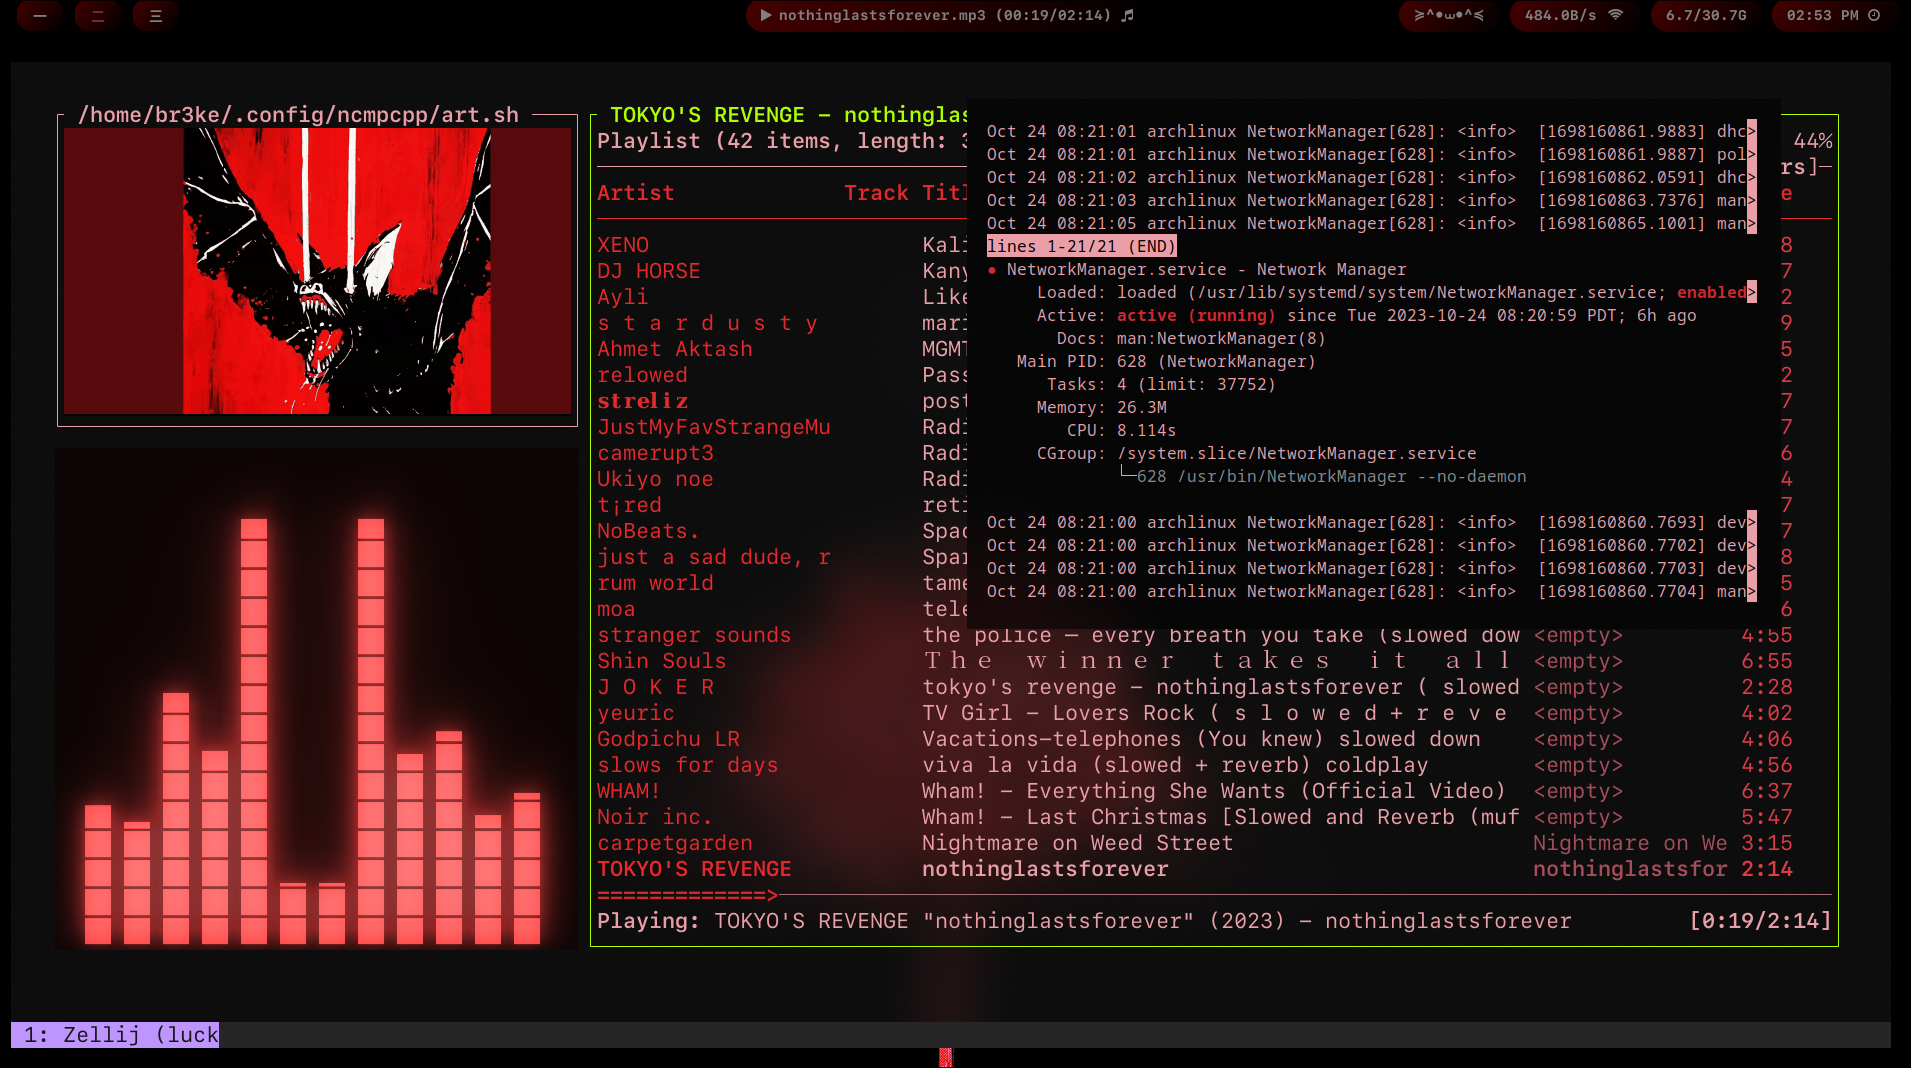 一 二 三
▶ nothinglastsforever.mp3 (00:19/02:14) ♫
≽^•⩊•^≼
484.0B/s
6.7/30.7G
02:53 PM
/home/br3ke/.config/ncmpcpp/art.sh
TOKYO'S REVENGE – nothinglas
Playlist (42 items, length: 3
44%
rs]
Artist Track Titl e
XENO Kali 8
DJ HORSE Kany 7
Ayli Like 2
s t a r d u s t y mari 9
Ahmet Aktash MGMT 5
relowed Pass 2
streliz post 7
JustMyFavStrangeMu Radi 7
camerupt3 Radi 6
Ukiyo noe Radi 4
t¡red reti 7
NoBeats. Spac 7
just a sad dude, r Spar 8
rum world tame 5
moa tele 6
stranger sounds the police – every breath you take (slowed dow <empty> 4:55
Shin Souls T h e w i n n e r t a k e s i t a l l <empty> 6:55
J O K E R tokyo's revenge – nothinglastsforever ( slowed <empty> 2:28
yeuric TV Girl – Lovers Rock ( s l o w e d + r e v e <empty> 4:02
Godpichu LR Vacations–telephones (You knew) slowed down <empty> 4:06
slows for days viva la vida (slowed + reverb) coldplay <empty> 4:56
WHAM! Wham! – Everything She Wants (Official Video) <empty> 6:37
Noir inc. Wham! – Last Christmas [Slowed and Reverb (muf <empty> 5:47
carpetgarden Nightmare on Weed Street Nightmare on We 3:15
TOKYO'S REVENGE nothinglastsforever nothinglastsfor 2:14
=============>
Playing: TOKYO'S REVENGE "nothinglastsforever" (2023) – nothinglastsforever [0:19/2:14]
Oct 24 08:21:01 archlinux NetworkManager[628]: <info> [1698160861.9883] dhc>
Oct 24 08:21:01 archlinux NetworkManager[628]: <info> [1698160861.9887] pol>
Oct 24 08:21:02 archlinux NetworkManager[628]: <info> [1698160862.0591] dhc>
Oct 24 08:21:03 archlinux NetworkManager[628]: <info> [1698160863.7376] man>
Oct 24 08:21:05 archlinux NetworkManager[628]: <info> [1698160865.1001] man>
lines 1-21/21 (END)
● NetworkManager.service - Network Manager
Loaded: loaded (/usr/lib/systemd/system/NetworkManager.service; enabled>
Active: active (running) since Tue 2023-10-24 08:20:59 PDT; 6h ago
Docs: man:NetworkManager(8)
Main PID: 628 (NetworkManager)
Tasks: 4 (limit: 37752)
Memory: 26.3M
CPU: 8.114s
CGroup: /system.slice/NetworkManager.service
└─628 /usr/bin/NetworkManager --no-daemon
Oct 24 08:21:00 archlinux NetworkManager[628]: <info> [1698160860.7693] dev>
Oct 24 08:21:00 archlinux NetworkManager[628]: <info> [1698160860.7702] dev>
Oct 24 08:21:00 archlinux NetworkManager[628]: <info> [1698160860.7703] dev>
Oct 24 08:21:00 archlinux NetworkManager[628]: <info> [1698160860.7704] man>
1: Zellij (luck